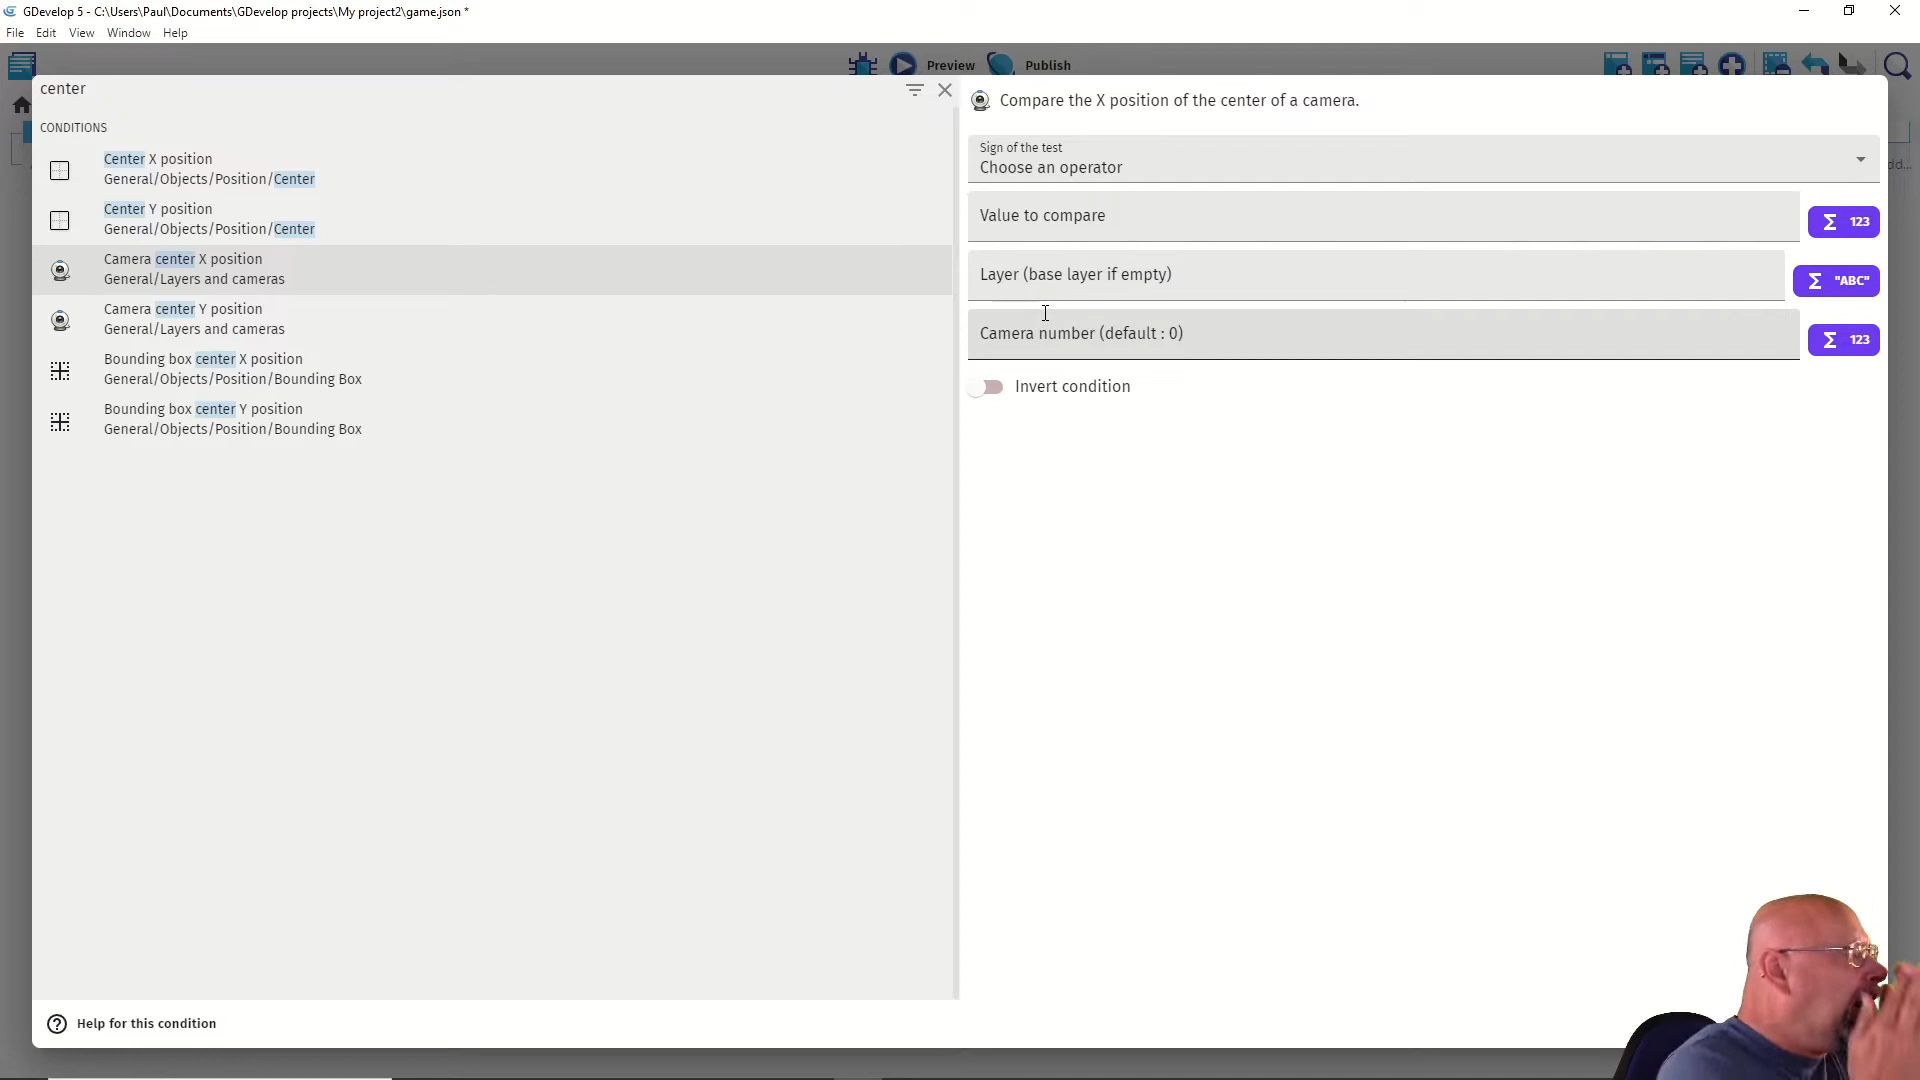 GDevelop 5 - C:\Users\Paul\Documents\GDevelop projects\My project2\game.json *
File Edit View Window Help
Preview Publish
center
CONDITIONS
Center X position
General/Objects/Position/Center
Center Y position
General/Objects/Position/Center
Camera center X position
General/Layers and cameras
Camera center Y position
General/Layers and cameras
Bounding box center X position
General/Objects/Position/Bounding Box
Bounding box center Y position
General/Objects/Position/Bounding Box
Help for this condition
Compare the X position of the center of a camera.
Sign of the test
Choose an operator
Value to compare
Σ 123
Layer (base layer if empty)
Σ "ABC"
Camera number (default : 0)
Σ 123
Invert condition